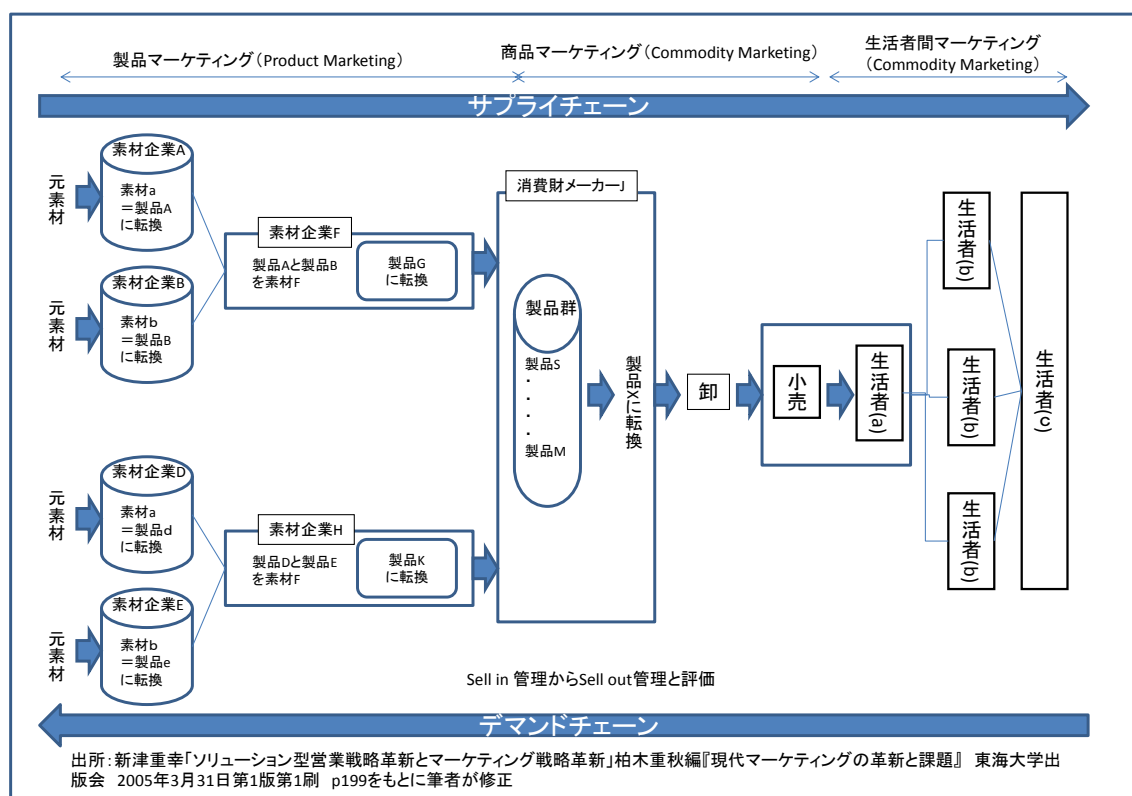 製品マーケティング（Product Marketing）
商品マーケティング（Commodity Marketing）
生活者間マーケティング
（Commodity Marketing）
サプライチェーン
元素材
素材企業A
素材a
＝製品A
に転換
元素材
素材企業B
素材b
＝製品B
に転換
素材企業F
製品Aと製品B
を素材F
製品G
に転換
元素材
素材企業D
素材a
＝製品d
に転換
元素材
素材企業E
素材b
＝製品e
に転換
素材企業H
製品Dと製品E
を素材F
製品K
に転換
消費財メーカーJ
製品群
製品S
・
・
・
・
製品M
製品Xに転換
卸
小売
生活者(a)
生活者(b)
生活者(b)
生活者(b)
生活者(c)
Sell in 管理からSell out管理と評価
デマンドチェーン
出所：新津重幸「ソリューション型営業戦略革新とマーケティング戦略革新」柏木重秋編『現代マーケティングの革新と課題』　東海大学出
版会　2005年3月31日第1版第1刷　p199をもとに筆者が修正